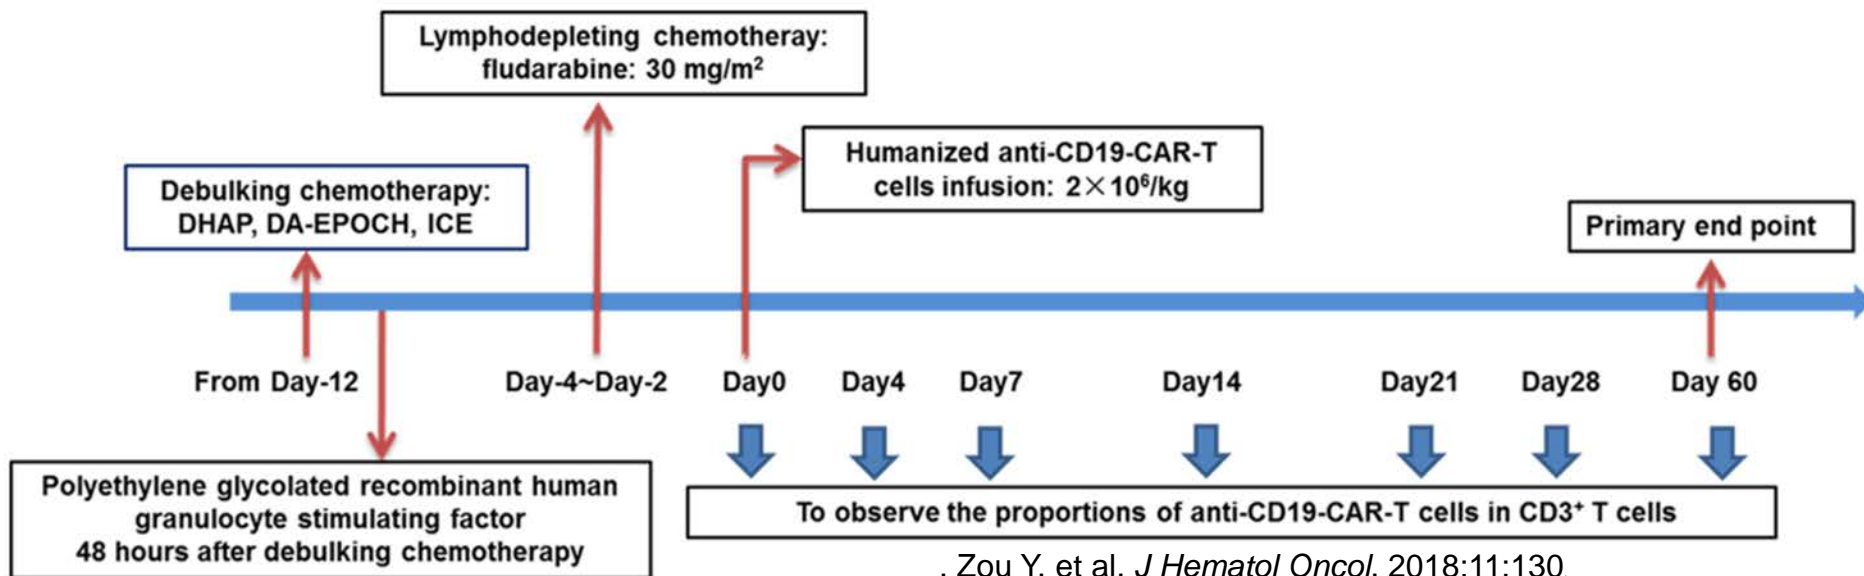 Lymphodepleting chemotheray:
fludarabine: 30 mg/m²
Humanized anti-CD19-CAR-T
cells infusion: 2×10⁶/kg
Debulking chemotherapy:
DHAP, DA-EPOCH, ICE
Primary end point
From Day-12
Day-4~Day-2
Day0
Day4
Day7
Day14
Day21
Day28
Day 60
Polyethylene glycolated recombinant human
granulocyte stimulating factor
48 hours after debulking chemotherapy
To observe the proportions of anti-CD19-CAR-T cells in CD3⁺ T cells
. Zou Y, et al. J Hematol Oncol. 2018;11:130.